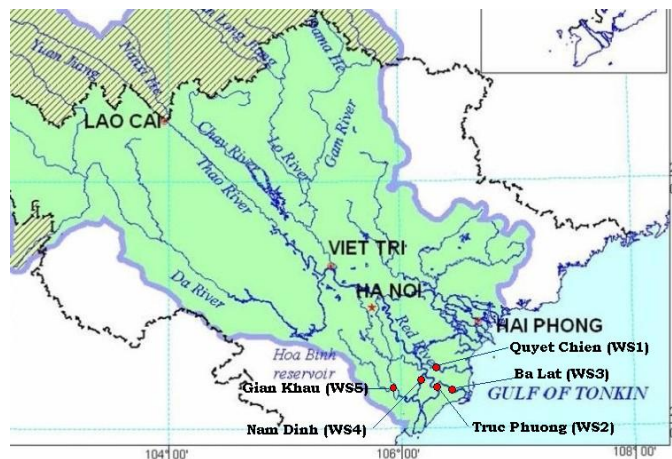 Yuan Jiang
Nanxi He
Long Jiang
LAO CAI
Chay River
Thao River
Lo River
Gam River
VIET TRI
HA NOI
Da River
Red River
HAI PHONG
Hoa Binh
reservoir
Quyet Chien (WS1)
Ba Lat (WS3)
Gian Khau (WS5)
GULF OF TONKIN
Nam Dinh (WS4)
Truc Phuong (WS2)
104°00'
106°00'
108°00'